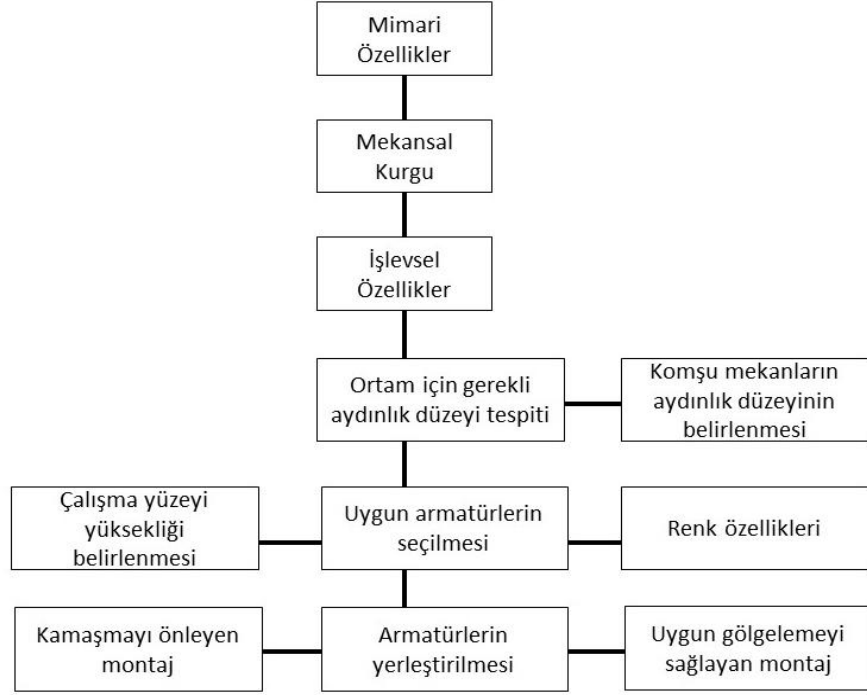 Mimari
Özellikler
Mekansal
Kurgu
İşlevsel
Özellikler
Ortam için gerekli
aydınlık düzeyi tespiti
Komşu mekanların
aydınlık düzeyinin
belirlenmesi
Çalışma yüzeyi
yüksekliği
belirlenmesi
Uygun armatürlerin
seçilmesi
Renk özellikleri
Kamaşmayı önleyen
montaj
Armatürlerin
yerleştirilmesi
Uygun gölgelemeyi
sağlayan montaj